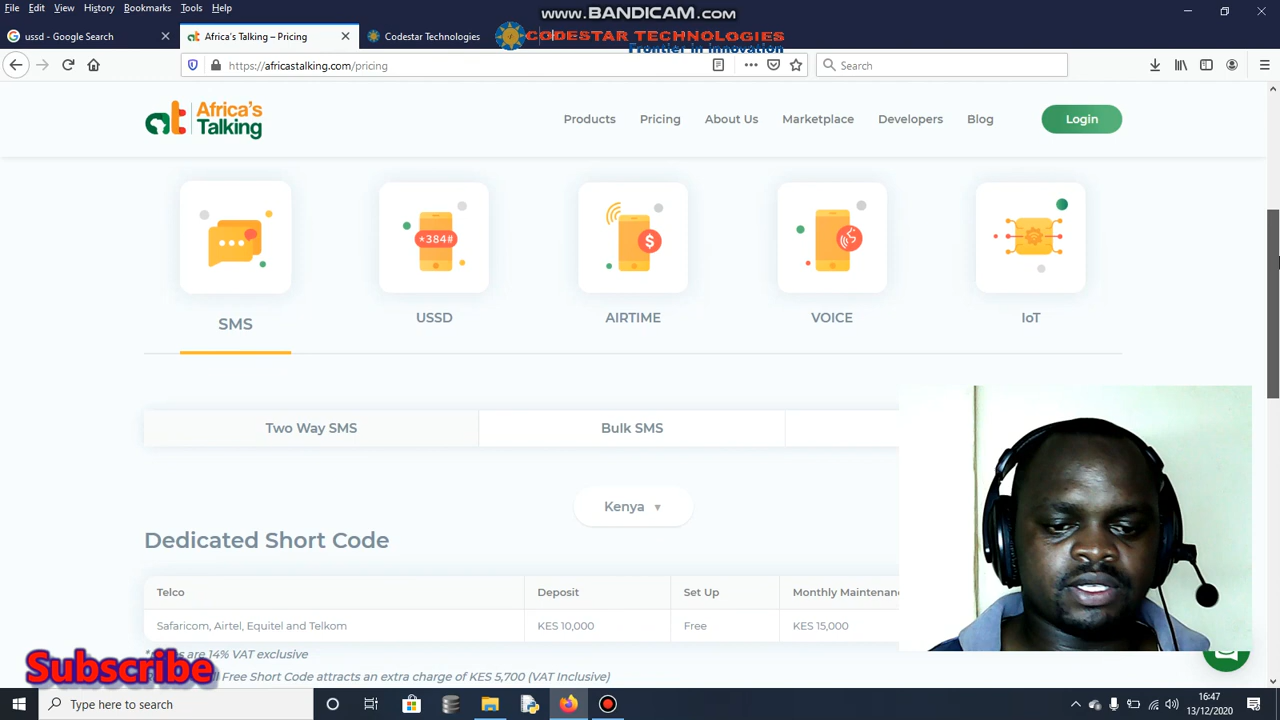 File Edit View History Bookmarks Tools Help
www.BANDICAM.com
ussd - Google Search
Africa's Talking – Pricing
Codestar Technologies
CODESTAR TECHNOLOGIES
Frontier in innovation
https://africastalking.com/pricing
Search
Africa's Talking
Products
Pricing
About Us
Marketplace
Developers
Blog
Login
*384#
$
SMS
USSD
AIRTIME
VOICE
IoT
Two Way SMS
Bulk SMS
Kenya
Dedicated Short Code
Telco
Deposit
Set Up
Monthly Maintenan
Safaricom, Airtel, Equitel and Telkom
KES 10,000
Free
KES 15,000
are 14% VAT exclusive
Free Short Code attracts an extra charge of KES 5,700 (VAT Inclusive)
Subscribe
Type here to search
16:47
13/12/2020